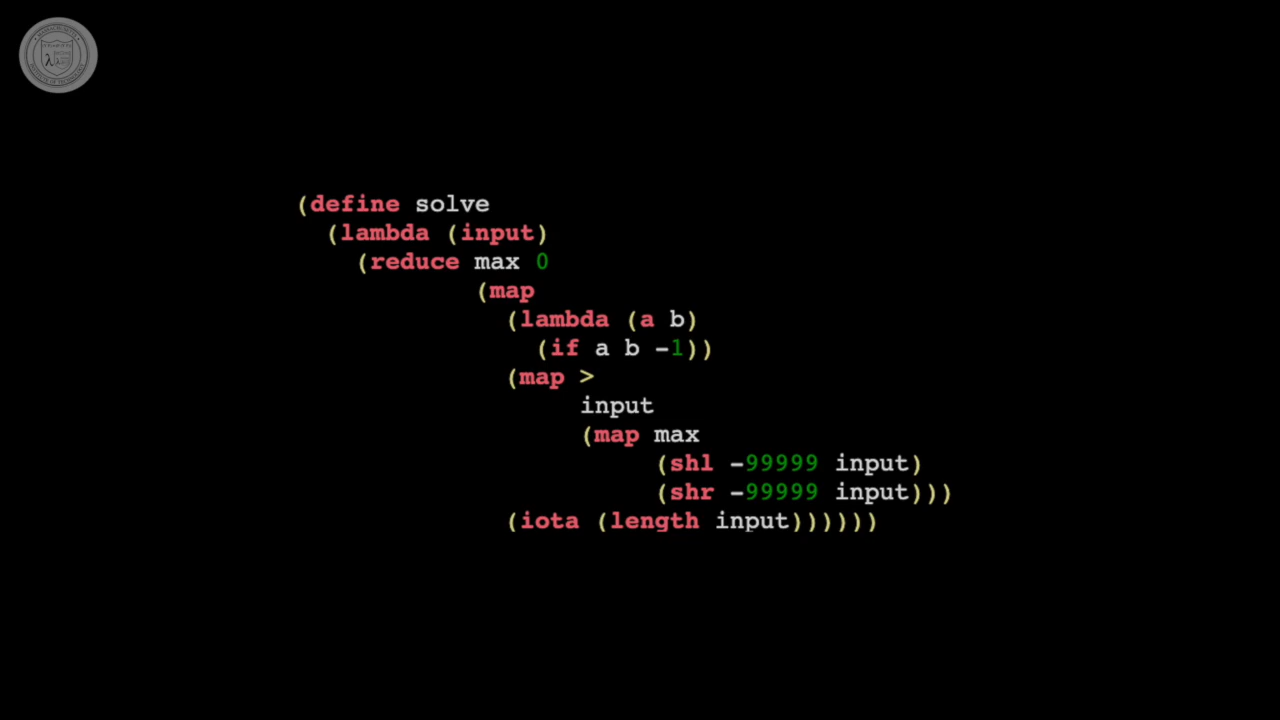 (define solve
(lambda (input)
(reduce max 0
(map
(lambda (a b)
(if a b -1))
(map >
input
(map max
(shl -99999 input)
(shr -99999 input)))
(iota (length input))))))